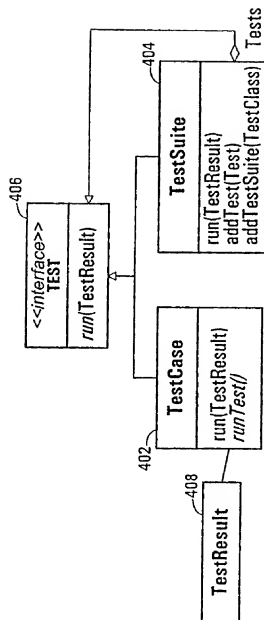 406
<<interface>>
TEST
run(TestResult)
404
TestSuite
run(TestResult)
addTest(Test)
addTestSuite(TestClass)
Tests
402
TestCase
run(TestResult)
runTest()
408
TestResult